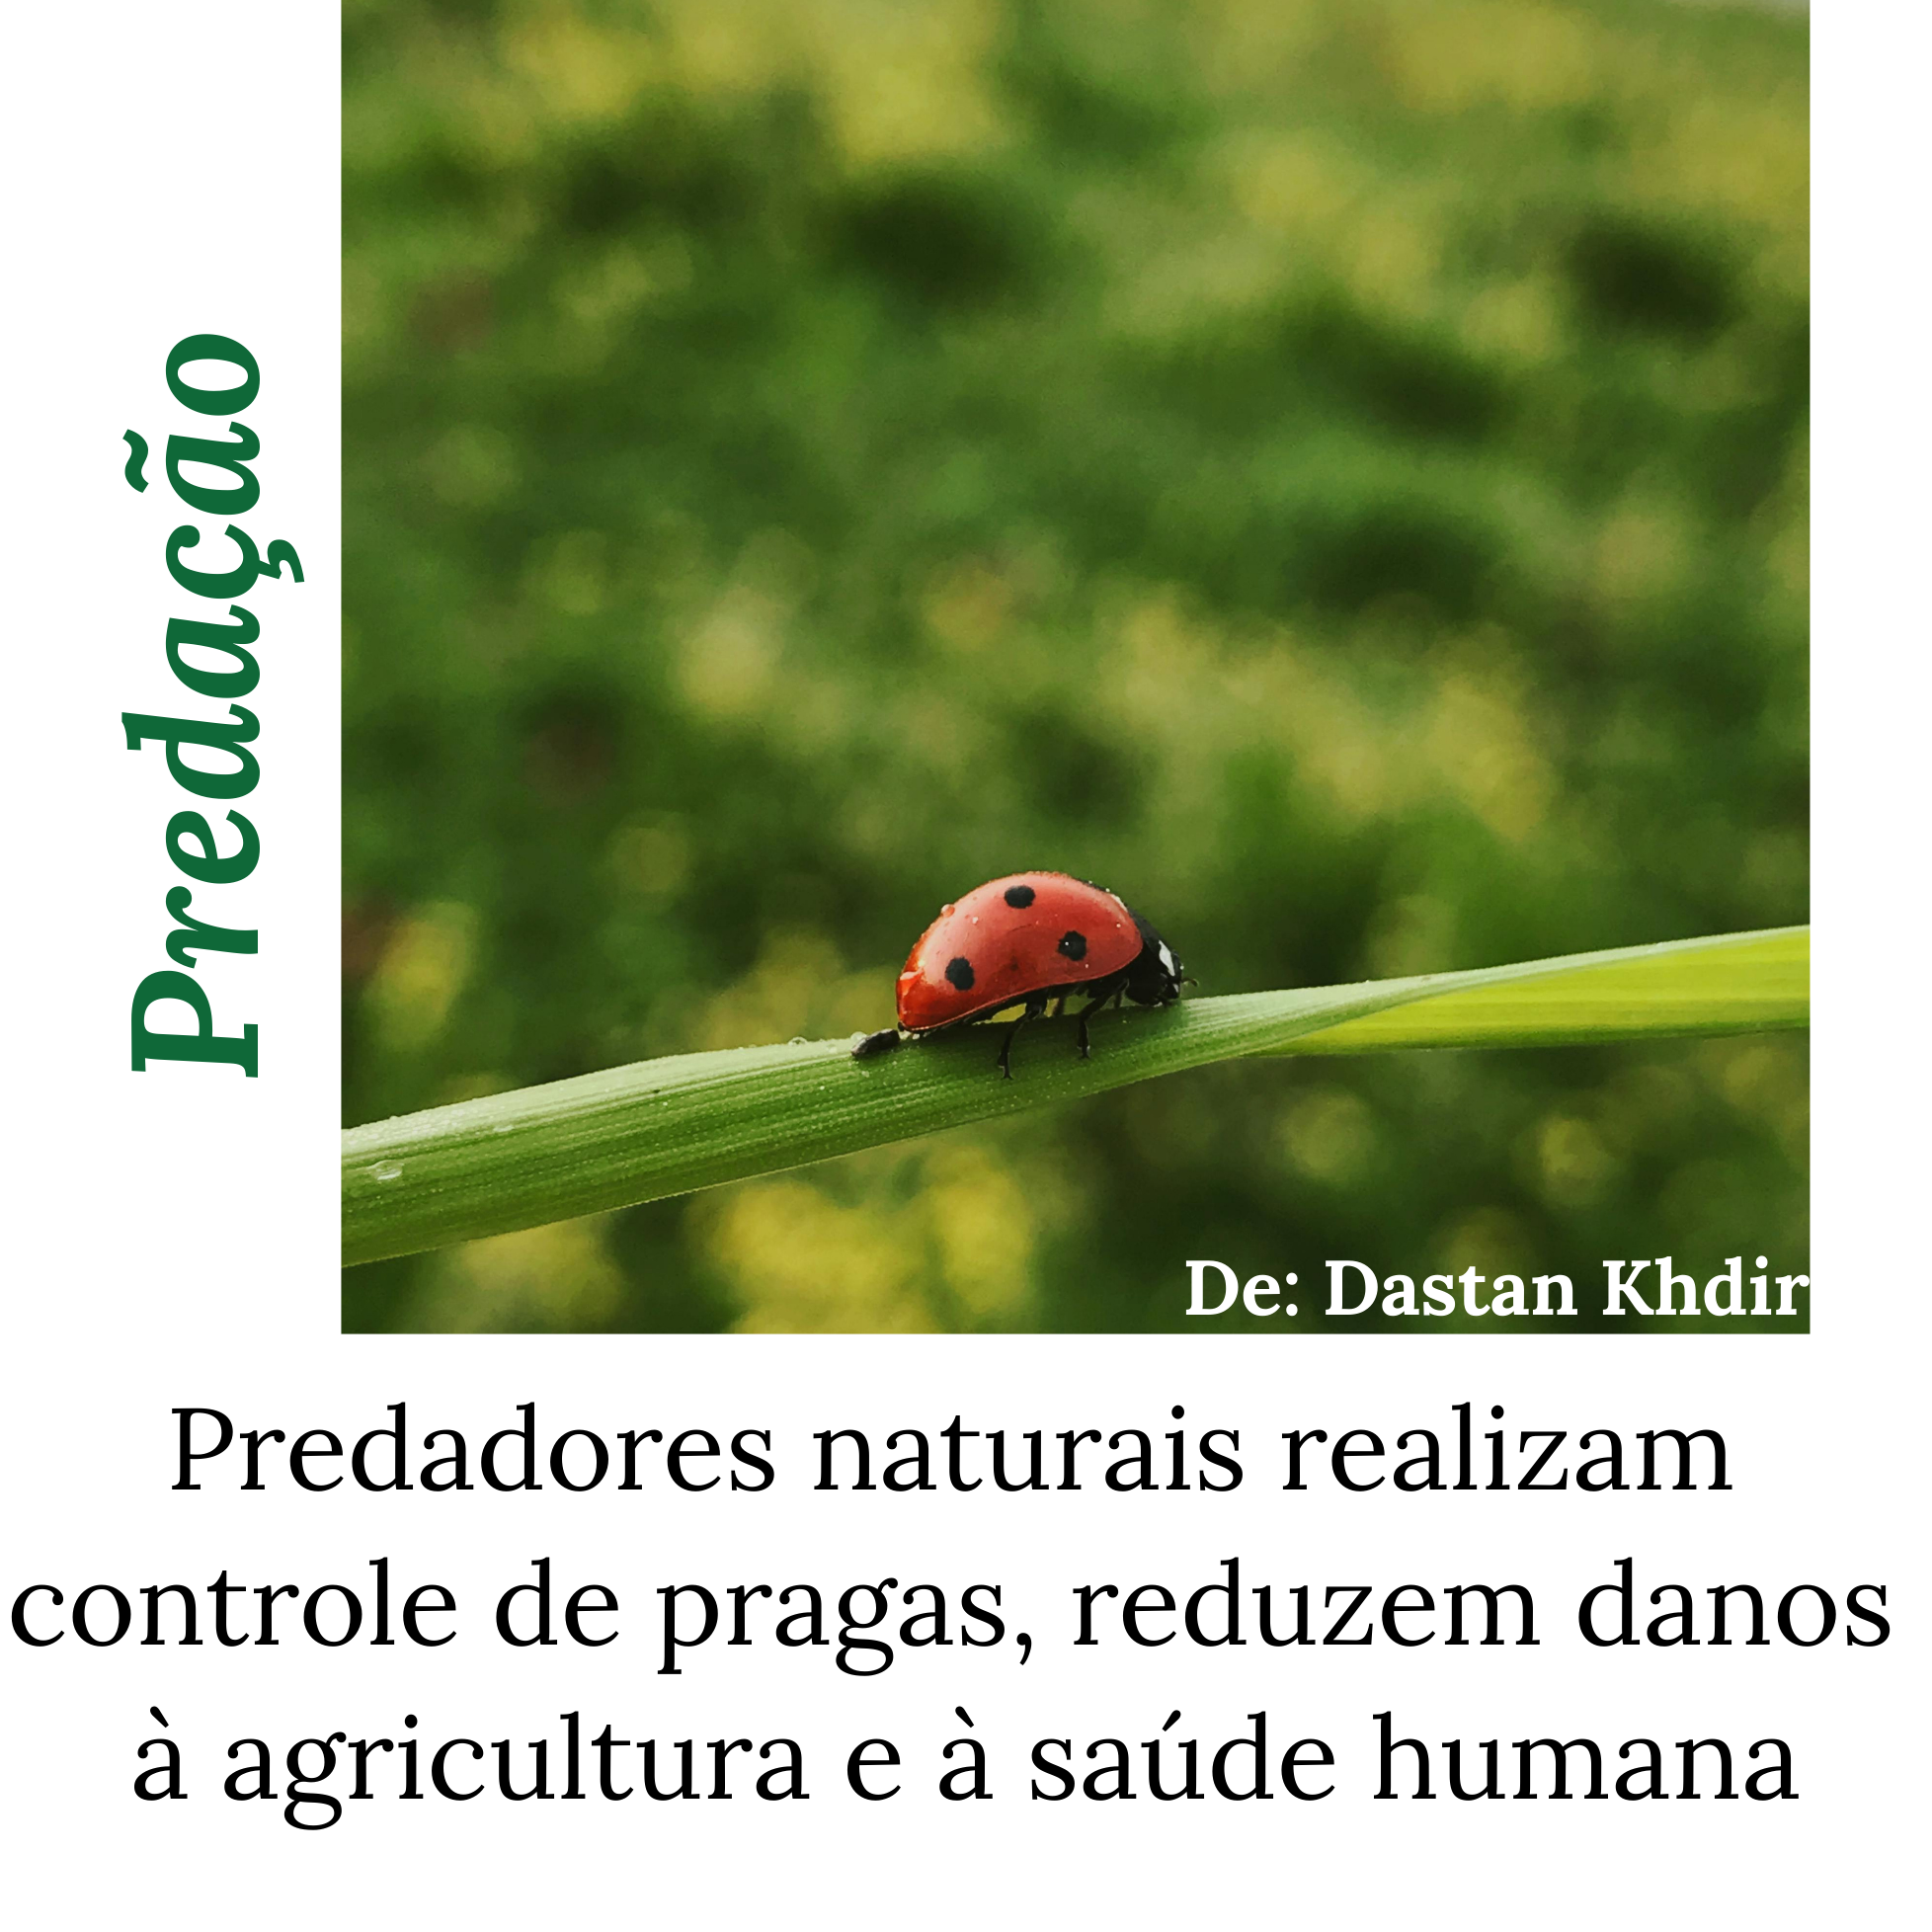 Predação
De: Dastan Khdir
Predadores naturais realizam
controle de pragas, reduzem danos
à agricultura e à saúde humana